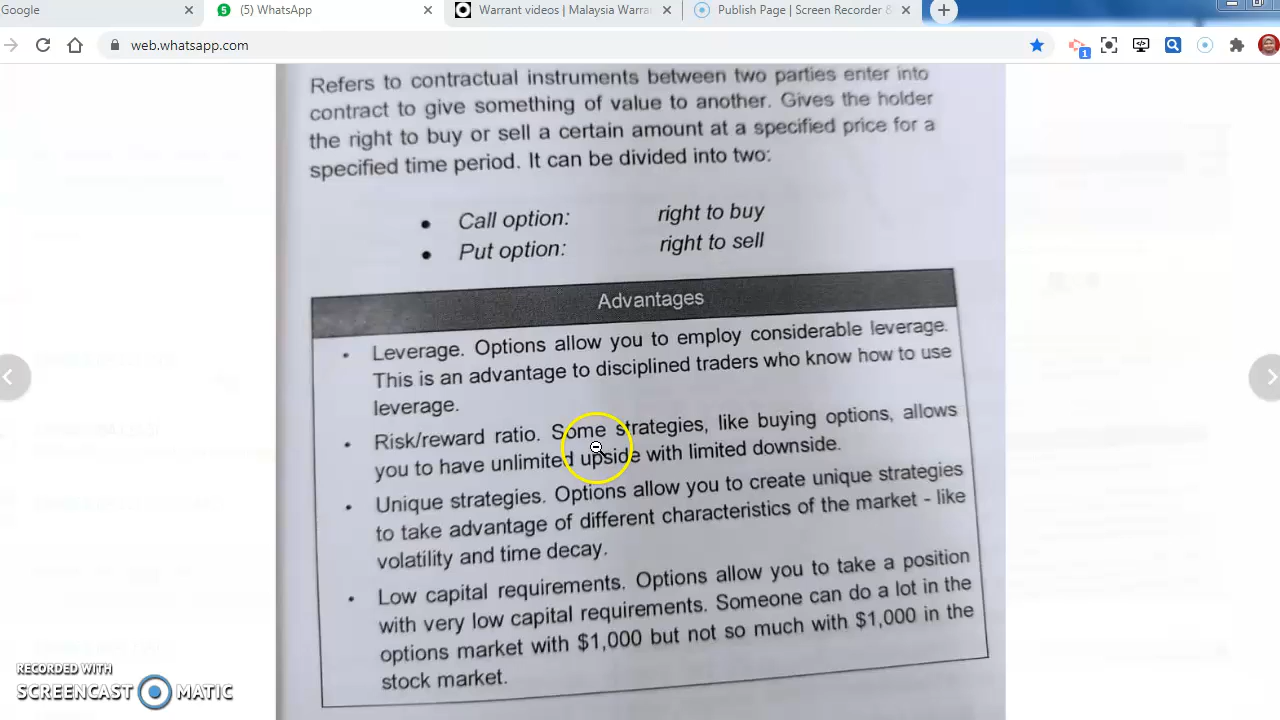 Google
(5) WhatsApp
Warrant videos | Malaysia Warra
Publish Page | Screen Recorder &
web.whatsapp.com
1
Refers to contractual instruments between two parties enter into
contract to give something of value to another. Gives the holder
the right to buy or sell a certain amount at a specified price for a
specified time period. It can be divided into two:
• Call option: right to buy
• Put option: right to sell
Advantages
• Leverage. Options allow you to employ considerable leverage.
This is an advantage to disciplined traders who know how to use
leverage.
• Risk/reward ratio. Some strategies, like buying options, allows
you to have unlimited upside with limited downside.
• Unique strategies. Options allow you to create unique strategies
to take advantage of different characteristics of the market - like
volatility and time decay.
• Low capital requirements. Options allow you to take a position
with very low capital requirements. Someone can do a lot in the
options market with $1,000 but not so much with $1,000 in the
stock market.
RECORDED WITH
SCREENCAST MATIC